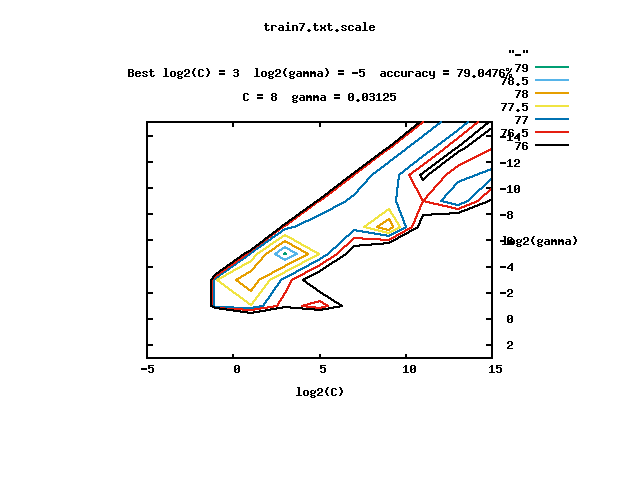 train7.txt.scale
"-"
79
Best log2(C) = 3 log2(gamma) = -5 accuracy = 79.0476%
78.5
78
C = 8 gamma = 0.03125
77.5
77
76.5
-14
76
-12
-10
-8
-6
log2(gamma)
-4
-2
0
2
-5 0 5 10 15
log2(C)